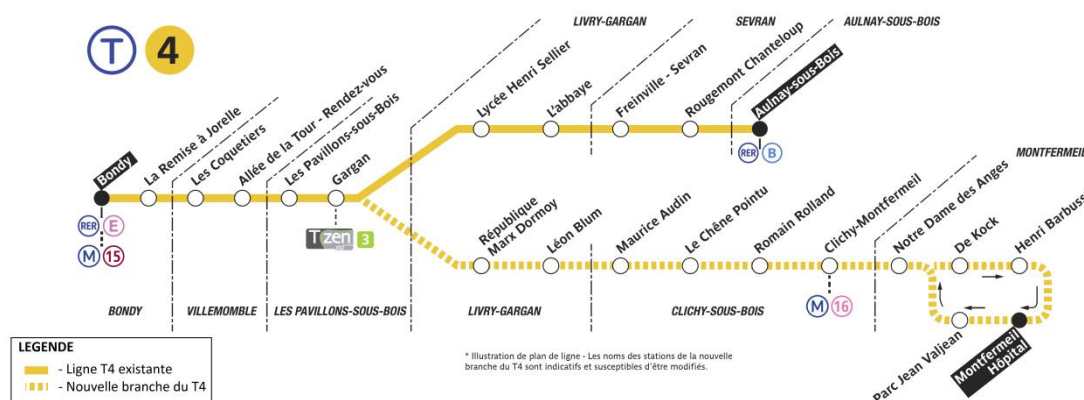 T 4
LIVRY-GARGAN
SEVRAN
AULNAY-SOUS-BOIS
Bondy
La Remise à Jorelle
Les Coquetiers
Allée de la Tour - Rendez-vous
Les Pavillons-sous-Bois
Gargan
Lycée Henri Sellier
L'abbaye
Freinville - Sevran
Rougemont Chanteloup
Aulnay-sous-Bois
RER B
RER E
M 15
Tzen 3
MONTFERMEIL
République
Marx Dormoy
Léon Blum
Maurice Audin
Le Chêne Pointu
Romain Rolland
Clichy-Montfermeil
Notre Dame des Anges
De Kock
Henri Barbusse
M 16
Parc Jean Valjean
Montfermeil
Hôpital
BONDY
VILLEMOMBLE
LES PAVILLONS-SOUS-BOIS
LIVRY-GARGAN
CLICHY-SOUS-BOIS
LEGENDE
- Ligne T4 existante
- Nouvelle branche du T4
* Illustration de plan de ligne - Les noms des stations de la nouvelle
branche du T4 sont indicatifs et susceptibles d'être modifiés.